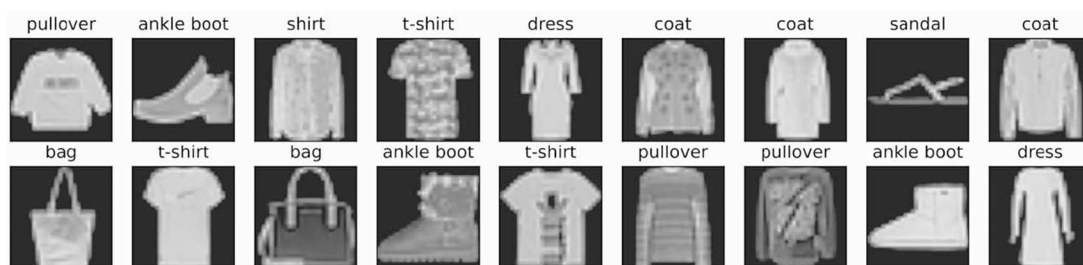 pullover ankle boot shirt t-shirt dress coat coat sandal coat
bag t-shirt bag ankle boot t-shirt pullover pullover ankle boot dress